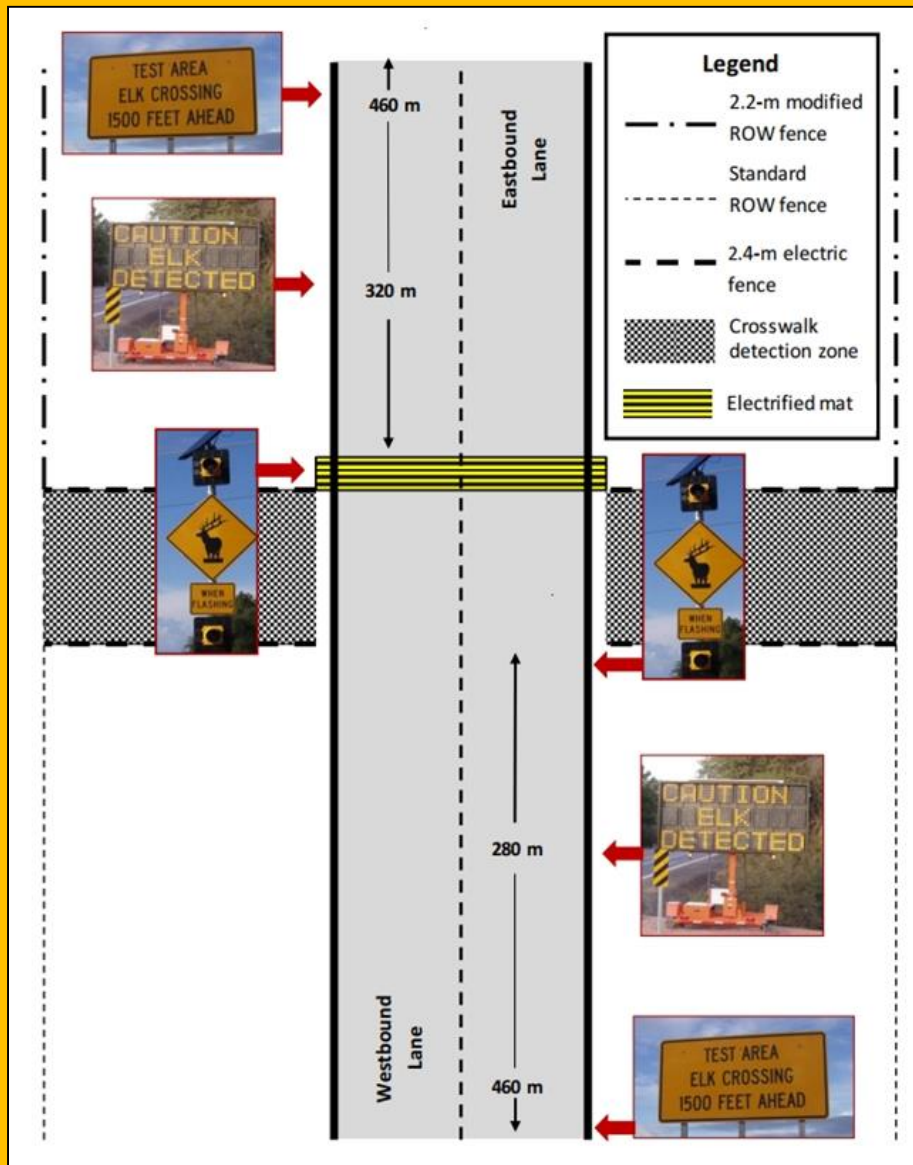 TEST AREA
ELK CROSSING
1500 FEET AHEAD
460 m
Eastbound
Lane
Legend
2.2-m modified
ROW fence
Standard
ROW fence
2.4-m electric
fence
Crosswalk
detection zone
Electrified mat
CAUTION
ELK
DETECTED
320 m
WHEN
FLASHING
WHEN
FLASHING
280 m
CAUTION
ELK
DETECTED
Westbound
Lane
460 m
TEST AREA
ELK CROSSING
1500 FEET AHEAD